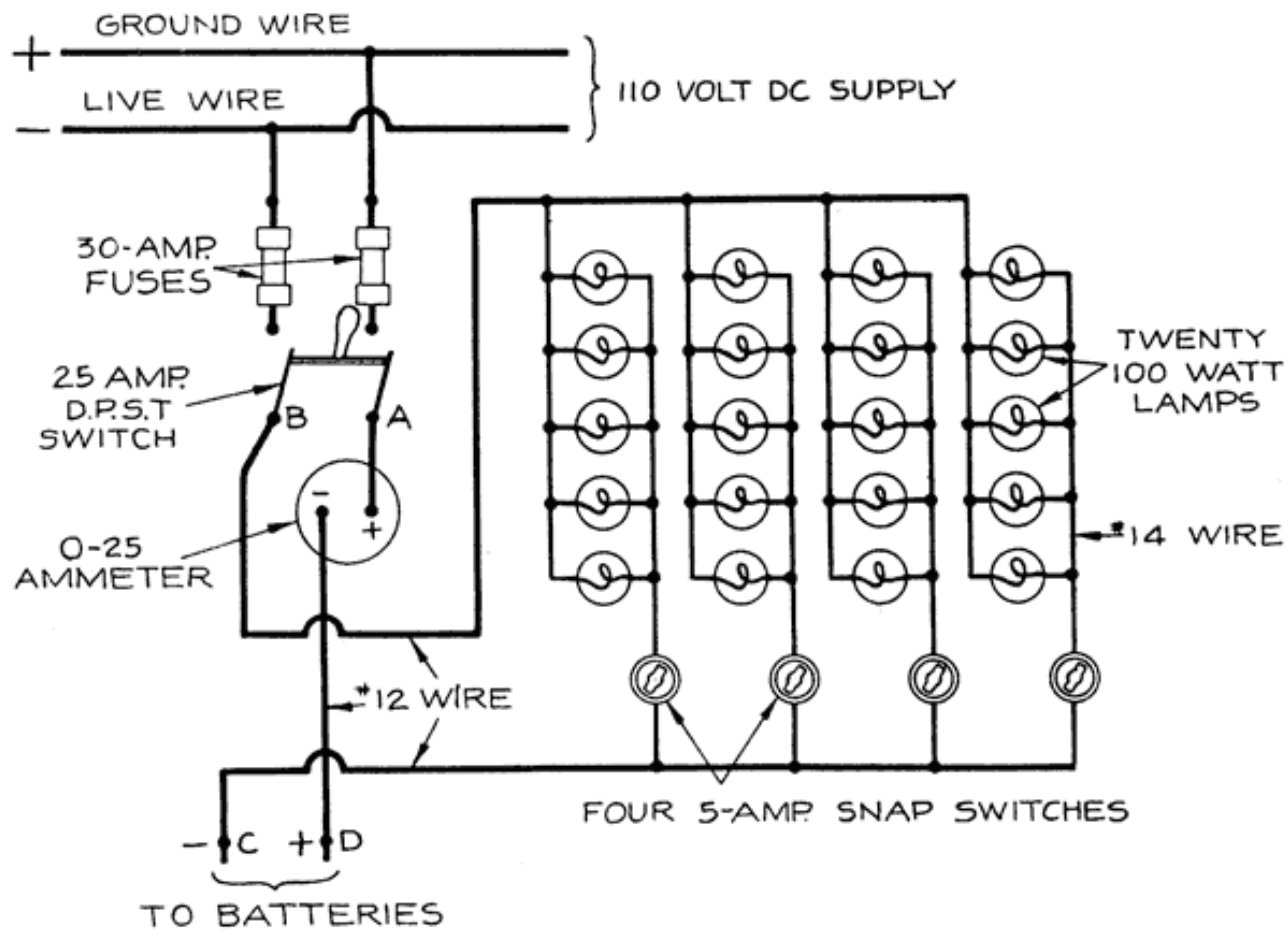 GROUND WIRE
+
LIVE WIRE
−
110 VOLT DC SUPPLY
30-AMP.
FUSES
25 AMP.
D.P.S.T
SWITCH
B
A
TWENTY
100 WATT
LAMPS
−
+
0-25
AMMETER
#14 WIRE
#12 WIRE
FOUR 5-AMP. SNAP SWITCHES
− C + D
TO BATTERIES